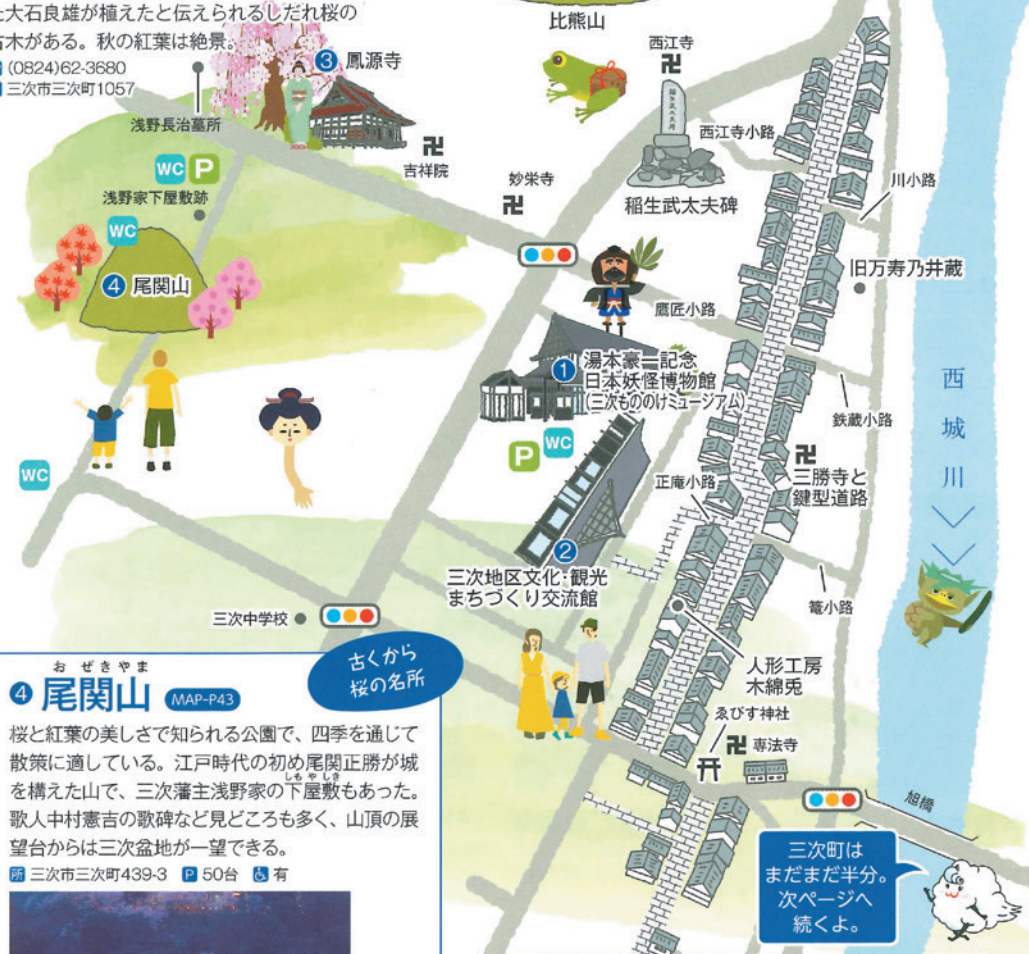 た大石良雄が植えたと伝えられるしだれ桜の
古木がある。秋の紅葉は絶景。
(0824)62-3680
三次市三次町1057
比熊山
西江寺
卍
3 鳳源寺
浅野長治墓所
卍
吉祥院
WC P
浅野家下屋敷跡
WC
4 尾関山
妙栄寺
卍
稲生武太夫碑
西江寺小路
川小路
旧万寿乃井蔵
鷹匠小路
1 湯本豪一記念
日本妖怪博物館
(三次もののけミュージアム)
鉄蔵小路
西城川
P WC
WC
正庵小路
卍
三勝寺と
鍵型道路
2
三次地区文化・観光
まちづくり交流館
篭小路
三次中学校
人形工房
木綿兎
ゑびす神社
卍 専法寺
旭橋
古くから
桜の名所
おぜきやま
4 尾関山 MAP-P43
桜と紅葉の美しさで知られる公園で、四季を通じて
散策に適している。江戸時代の初め尾関正勝が城
しもやしき
を構えた山で、三次藩主浅野家の下屋敷もあった。
歌人中村憲吉の歌碑など見どころも多く、山頂の展
望台からは三次盆地が一望できる。
所 三次市三次町439-3 P 50台 有
三次町は
まだまだ半分。
次ページへ
続くよ。